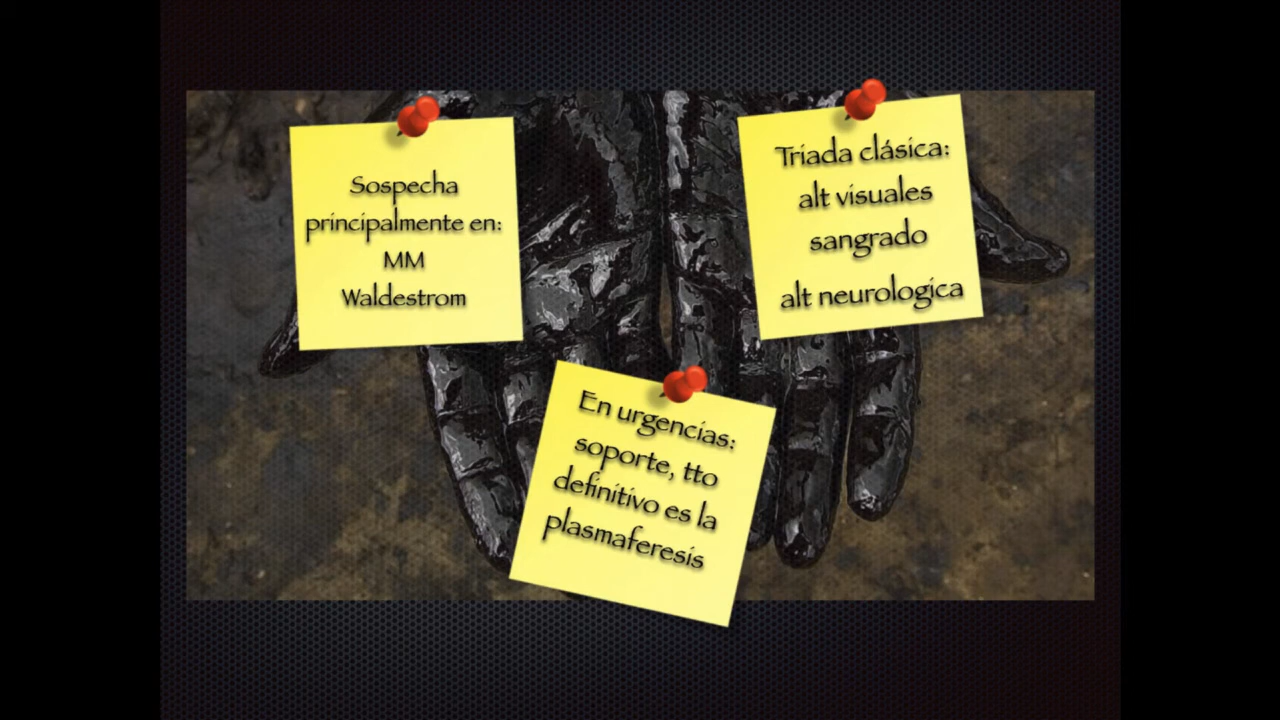 Sospecha
principalmente en:
MM
Waldestrom
Triada clásica:
alt visuales
sangrado
alt neurologica
En urgencias:
soporte, tto
definitivo es la
plasmaferesis